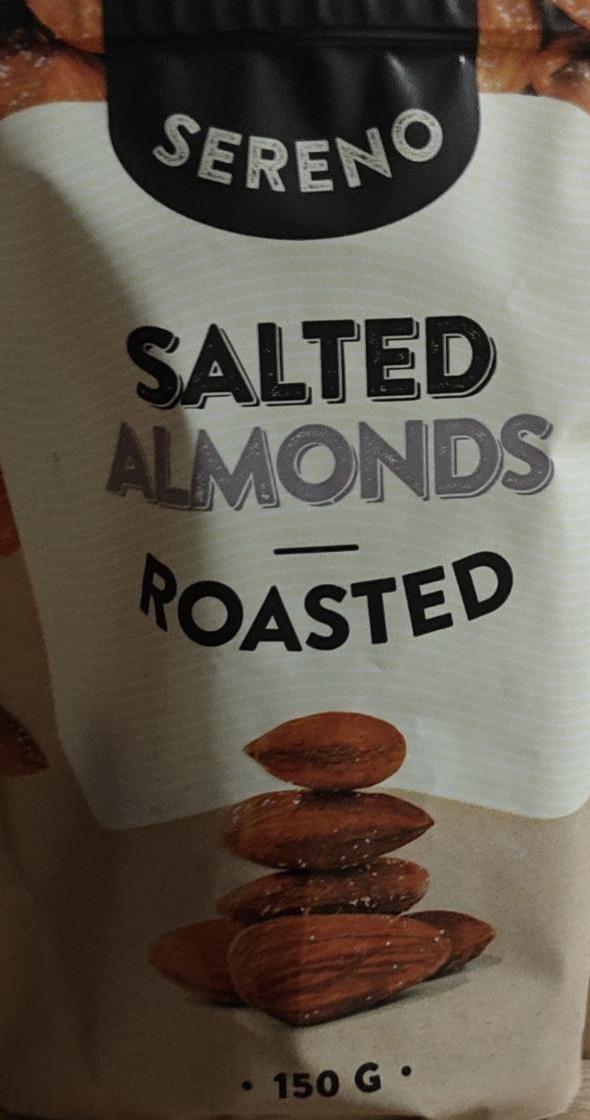 SERENO
SALTED
ALMONDS
ROASTED
• 150 G •